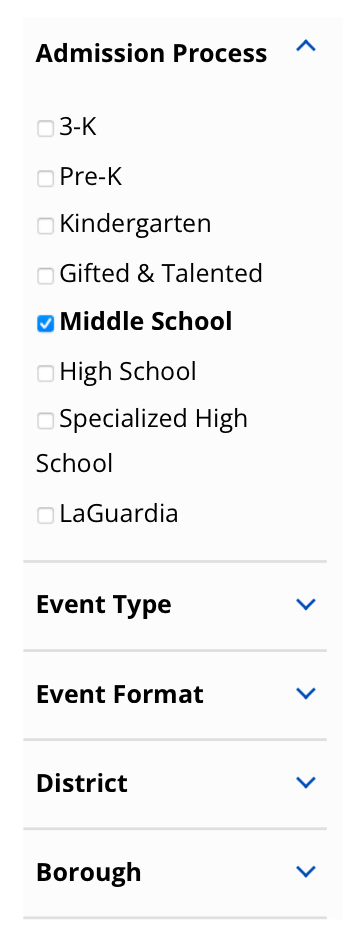 Admission Process
3-K
Pre-K
Kindergarten
Gifted & Talented
Middle School
High School
Specialized High
School
LaGuardia
Event Type
Event Format
District
Borough